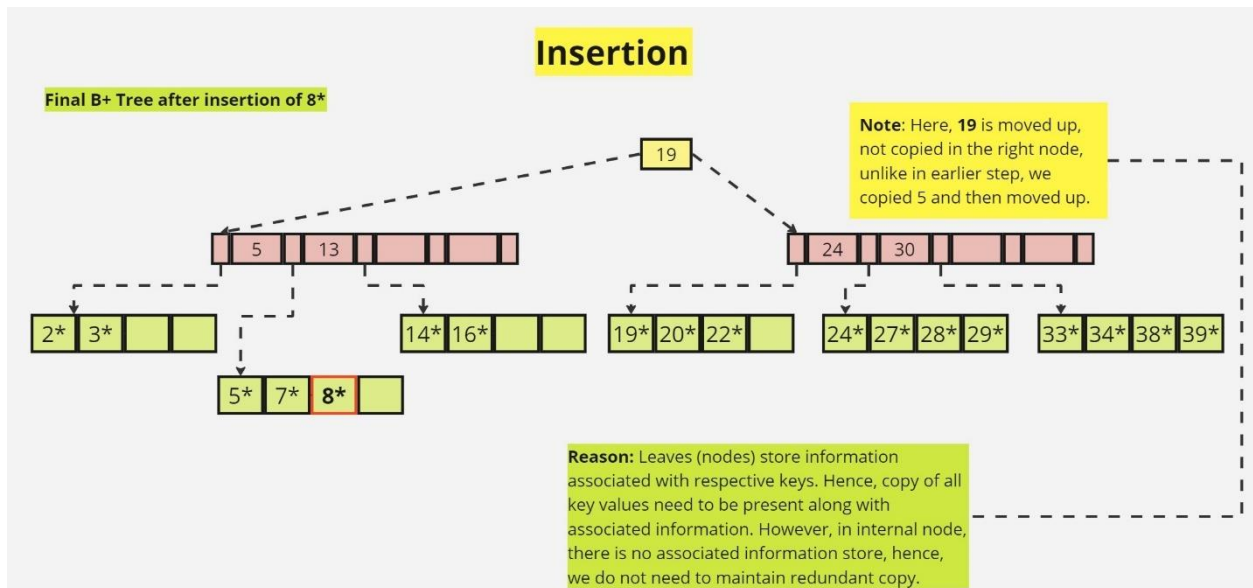 Insertion
Final B+ Tree after insertion of 8*
Note: Here, 19 is moved up,
not copied in the right node,
unlike in earlier step, we
copied 5 and then moved up.
19
5 13
24 30
2* 3*
14* 16*
19* 20* 22*
24* 27* 28* 29*
33* 34* 38* 39*
5* 7* 8*
Reason: Leaves (nodes) store information
associated with respective keys. Hence, copy of all
key values need to be present along with
associated information. However, in internal node,
there is no associated information store, hence,
we do not need to maintain redundant copy.